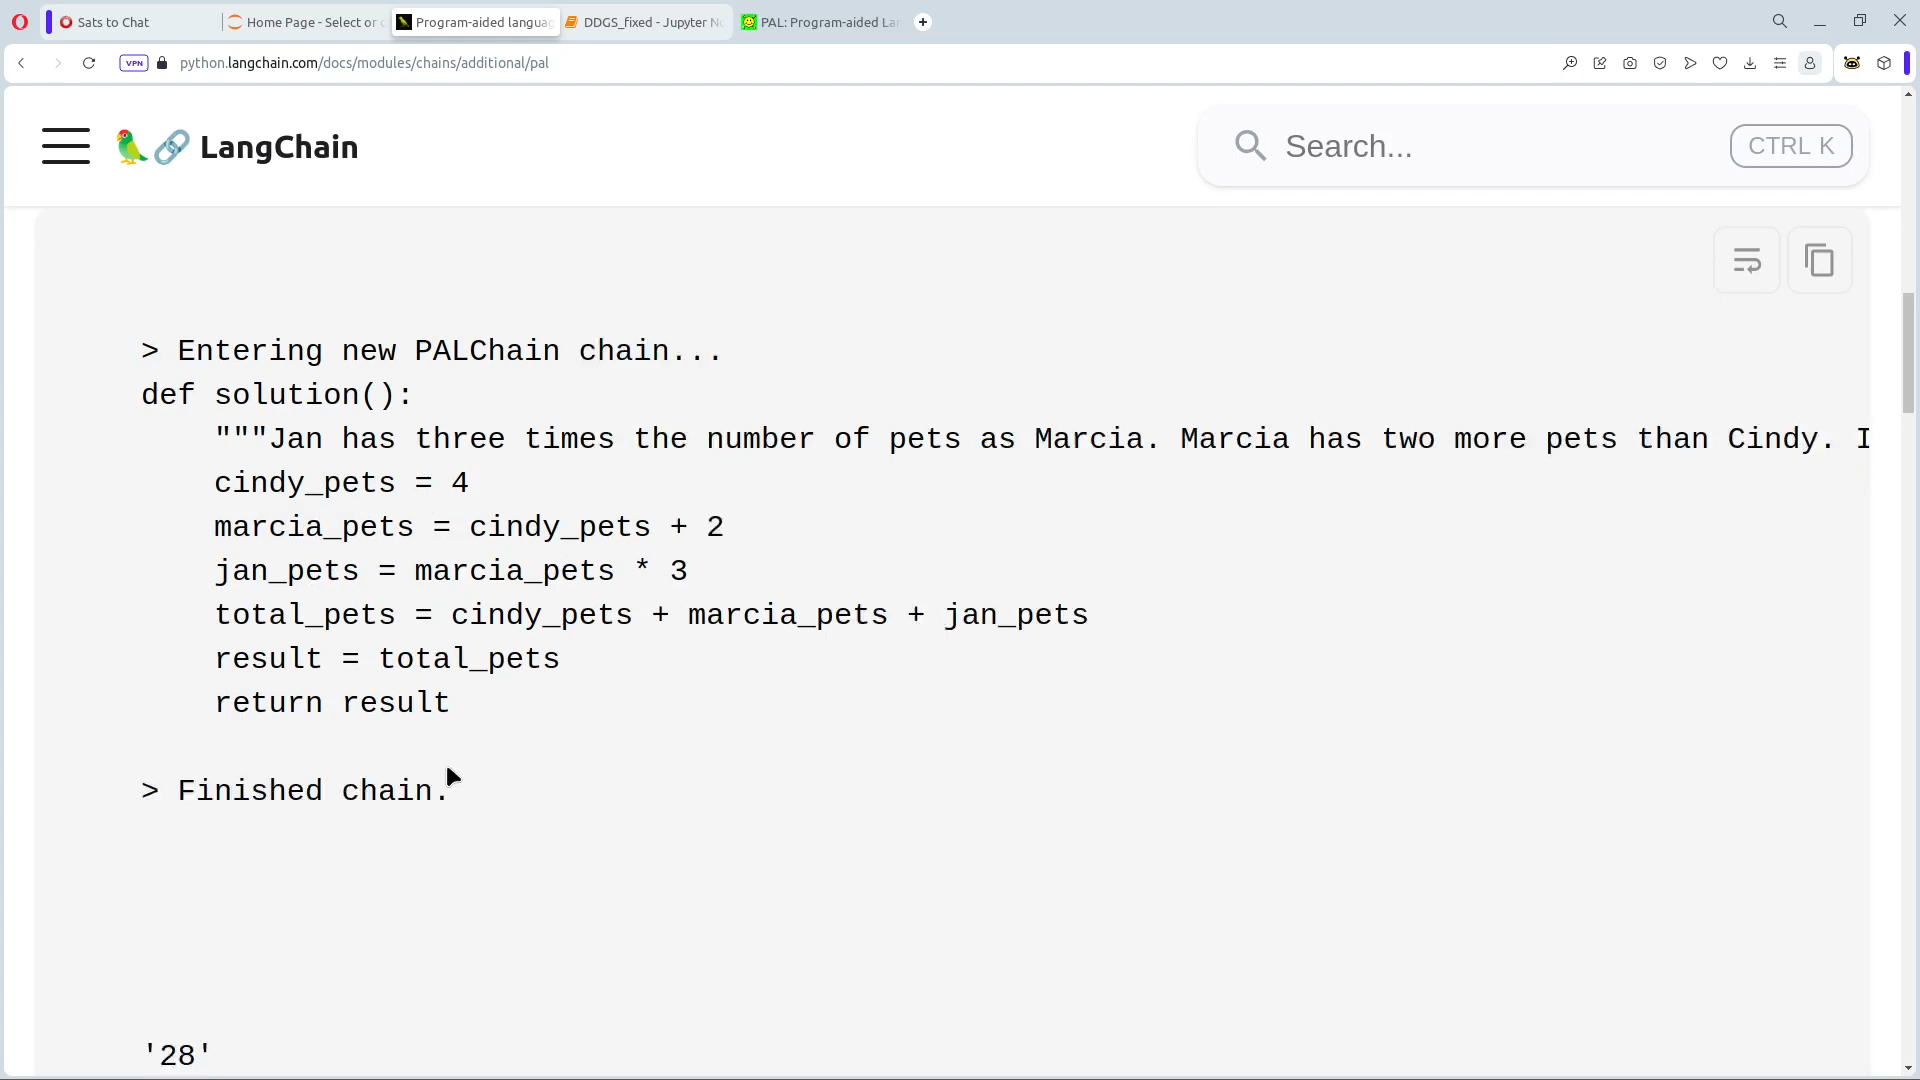 Sats to Chat
Home Page - Select or c
Program-aided languag
DDGS_fixed - Jupyter No
PAL: Program-aided Lan
VPN
python.langchain.com/docs/modules/chains/additional/pal
LangChain
Search...
CTRL K
> Entering new PALChain chain...
def solution():
"""Jan has three times the number of pets as Marcia. Marcia has two more pets than Cindy. I
cindy_pets = 4
marcia_pets = cindy_pets + 2
jan_pets = marcia_pets * 3
total_pets = cindy_pets + marcia_pets + jan_pets
result = total_pets
return result
> Finished chain.
'28'